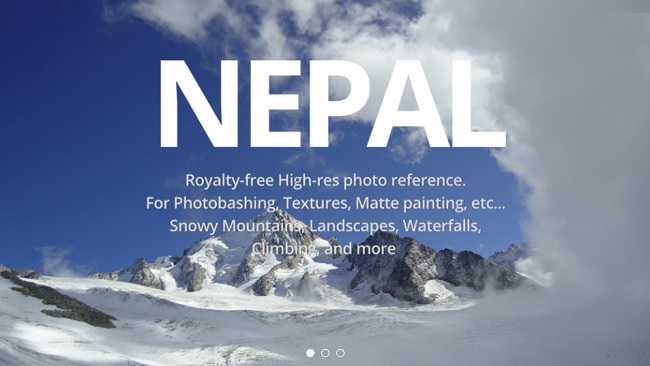 NEPAL
Royalty-free High-res photo reference.
For Photobashing, Textures, Matte painting, etc...
Snowy Mountains, Landscapes, Waterfalls,
Climbing, and more